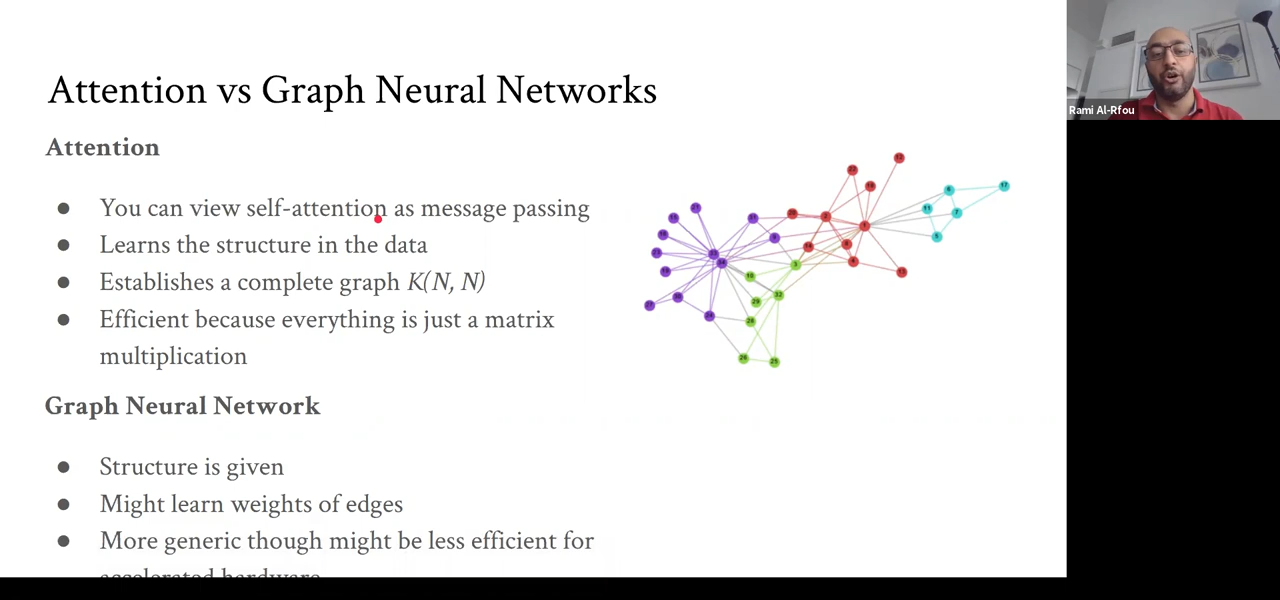 Attention vs Graph Neural Networks
Rami Al-Rfou
Attention
● You can view self-attention as message passing
● Learns the structure in the data
● Establishes a complete graph K(N, N)
● Efficient because everything is just a matrix
multiplication
Graph Neural Network
● Structure is given
● Might learn weights of edges
● More generic though might be less efficient for
accelerated hardware